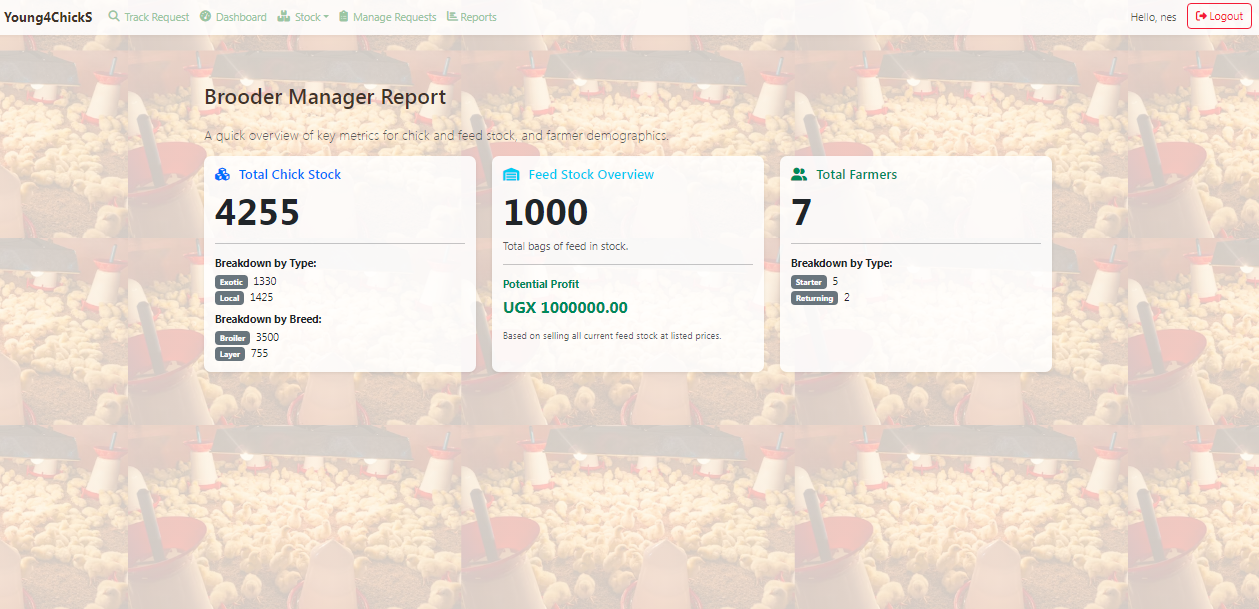 Young4ChickS Track Request Dashboard Stock Manage Requests Reports Hello, nes Logout
Brooder Manager Report
A quick overview of key metrics for chick and feed stock, and farmer demographics.
Total Chick Stock
4255
Breakdown by Type:
Exotic 1330
Local 1425
Breakdown by Breed:
Broiler 3500
Layer 755
Feed Stock Overview
1000
Total bags of feed in stock.
Potential Profit
UGX 1000000.00
Based on selling all current feed stock at listed prices.
Total Farmers
7
Breakdown by Type:
Starter 5
Returning 2